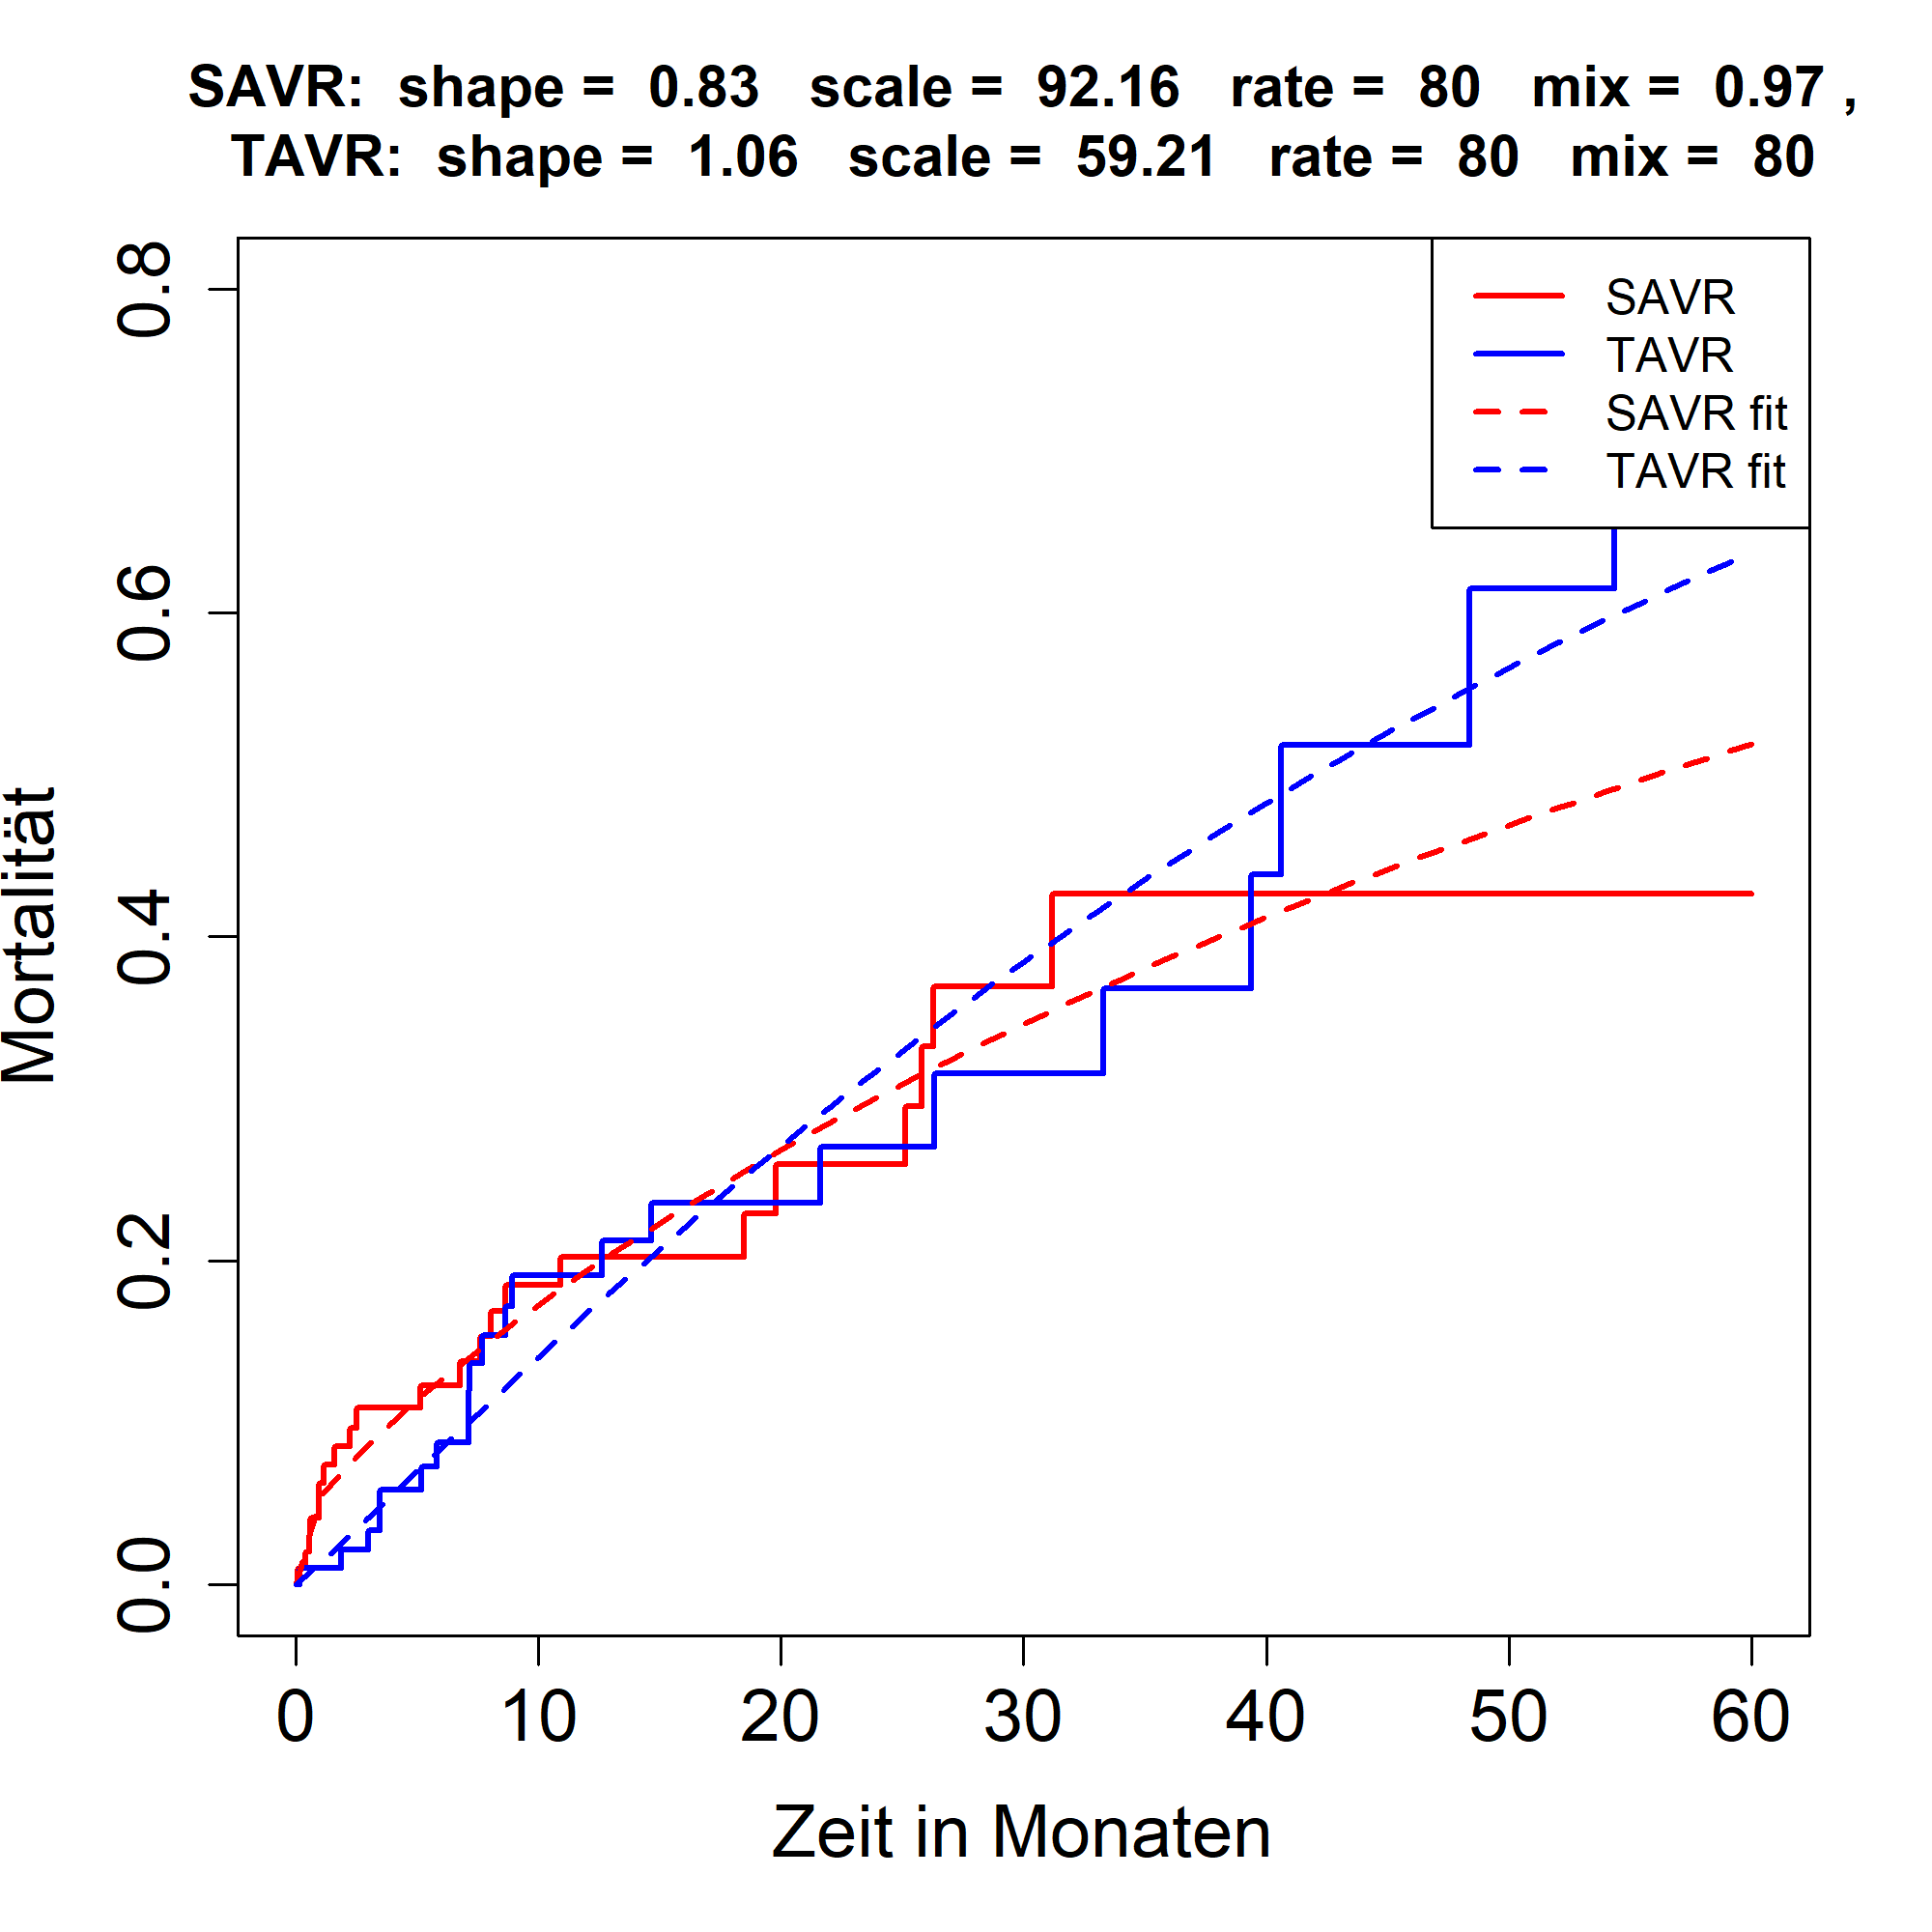 SAVR: shape = 0.83 scale = 92.16 rate = 80 mix = 0.97 ,
TAVR: shape = 1.06 scale = 59.21 rate = 80 mix = 80
SAVR
TAVR
SAVR fit
TAVR fit
Mortalität
0.8
0.6
0.4
0.2
0.0
0 10 20 30 40 50 60
Zeit in Monaten